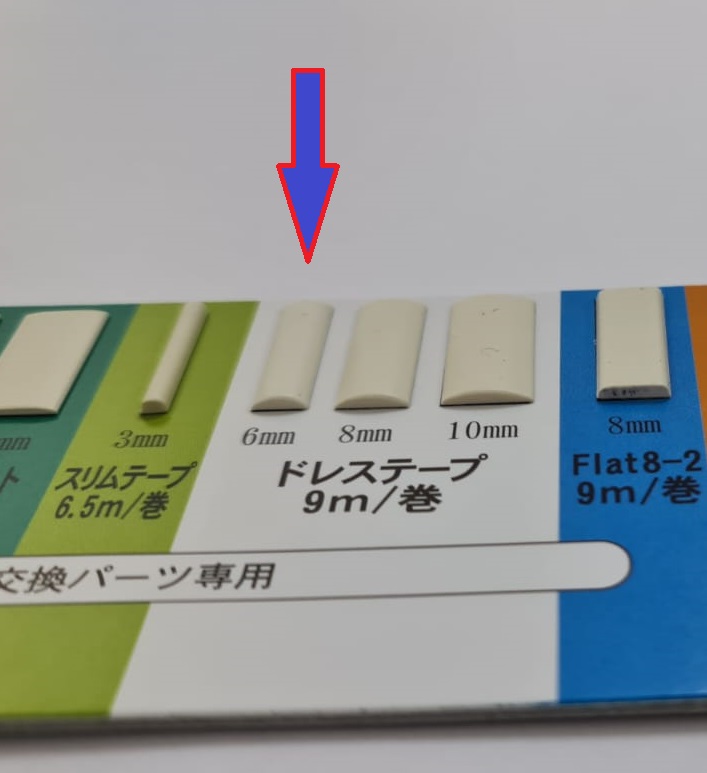 mm
3mm
6mm
8mm
10mm
8mm
ト
スリムテープ
6.5m/巻
ドレステープ
9m/巻
Flat8-2
9m/巻
交換パーツ専用